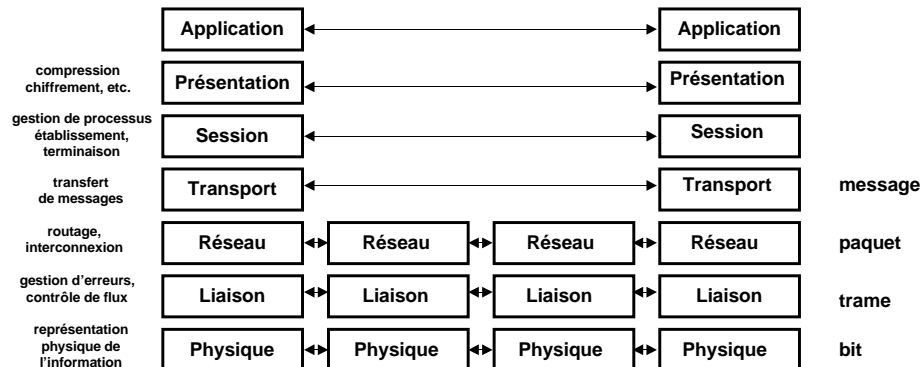 Application Application
compression
chiffrement, etc.
Présentation Présentation
gestion de processus
établissement,
terminaison
Session Session
transfert
de messages
Transport Transport message
routage,
interconnexion
Réseau Réseau Réseau Réseau paquet
gestion d’erreurs,
contrôle de flux
Liaison Liaison Liaison Liaison trame
représentation
physique de
l’information
Physique Physique Physique Physique bit